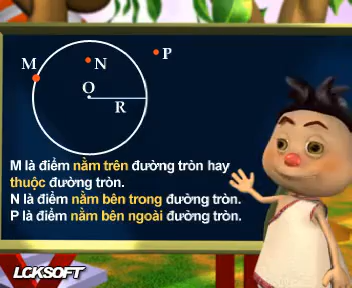 M
N
P
O
R
M là điểm nằm trên đường tròn hay
thuộc đường tròn.
N là điểm nằm bên trong đường tròn.
P là điểm nằm bên ngoài đường tròn.
LCKSOFT